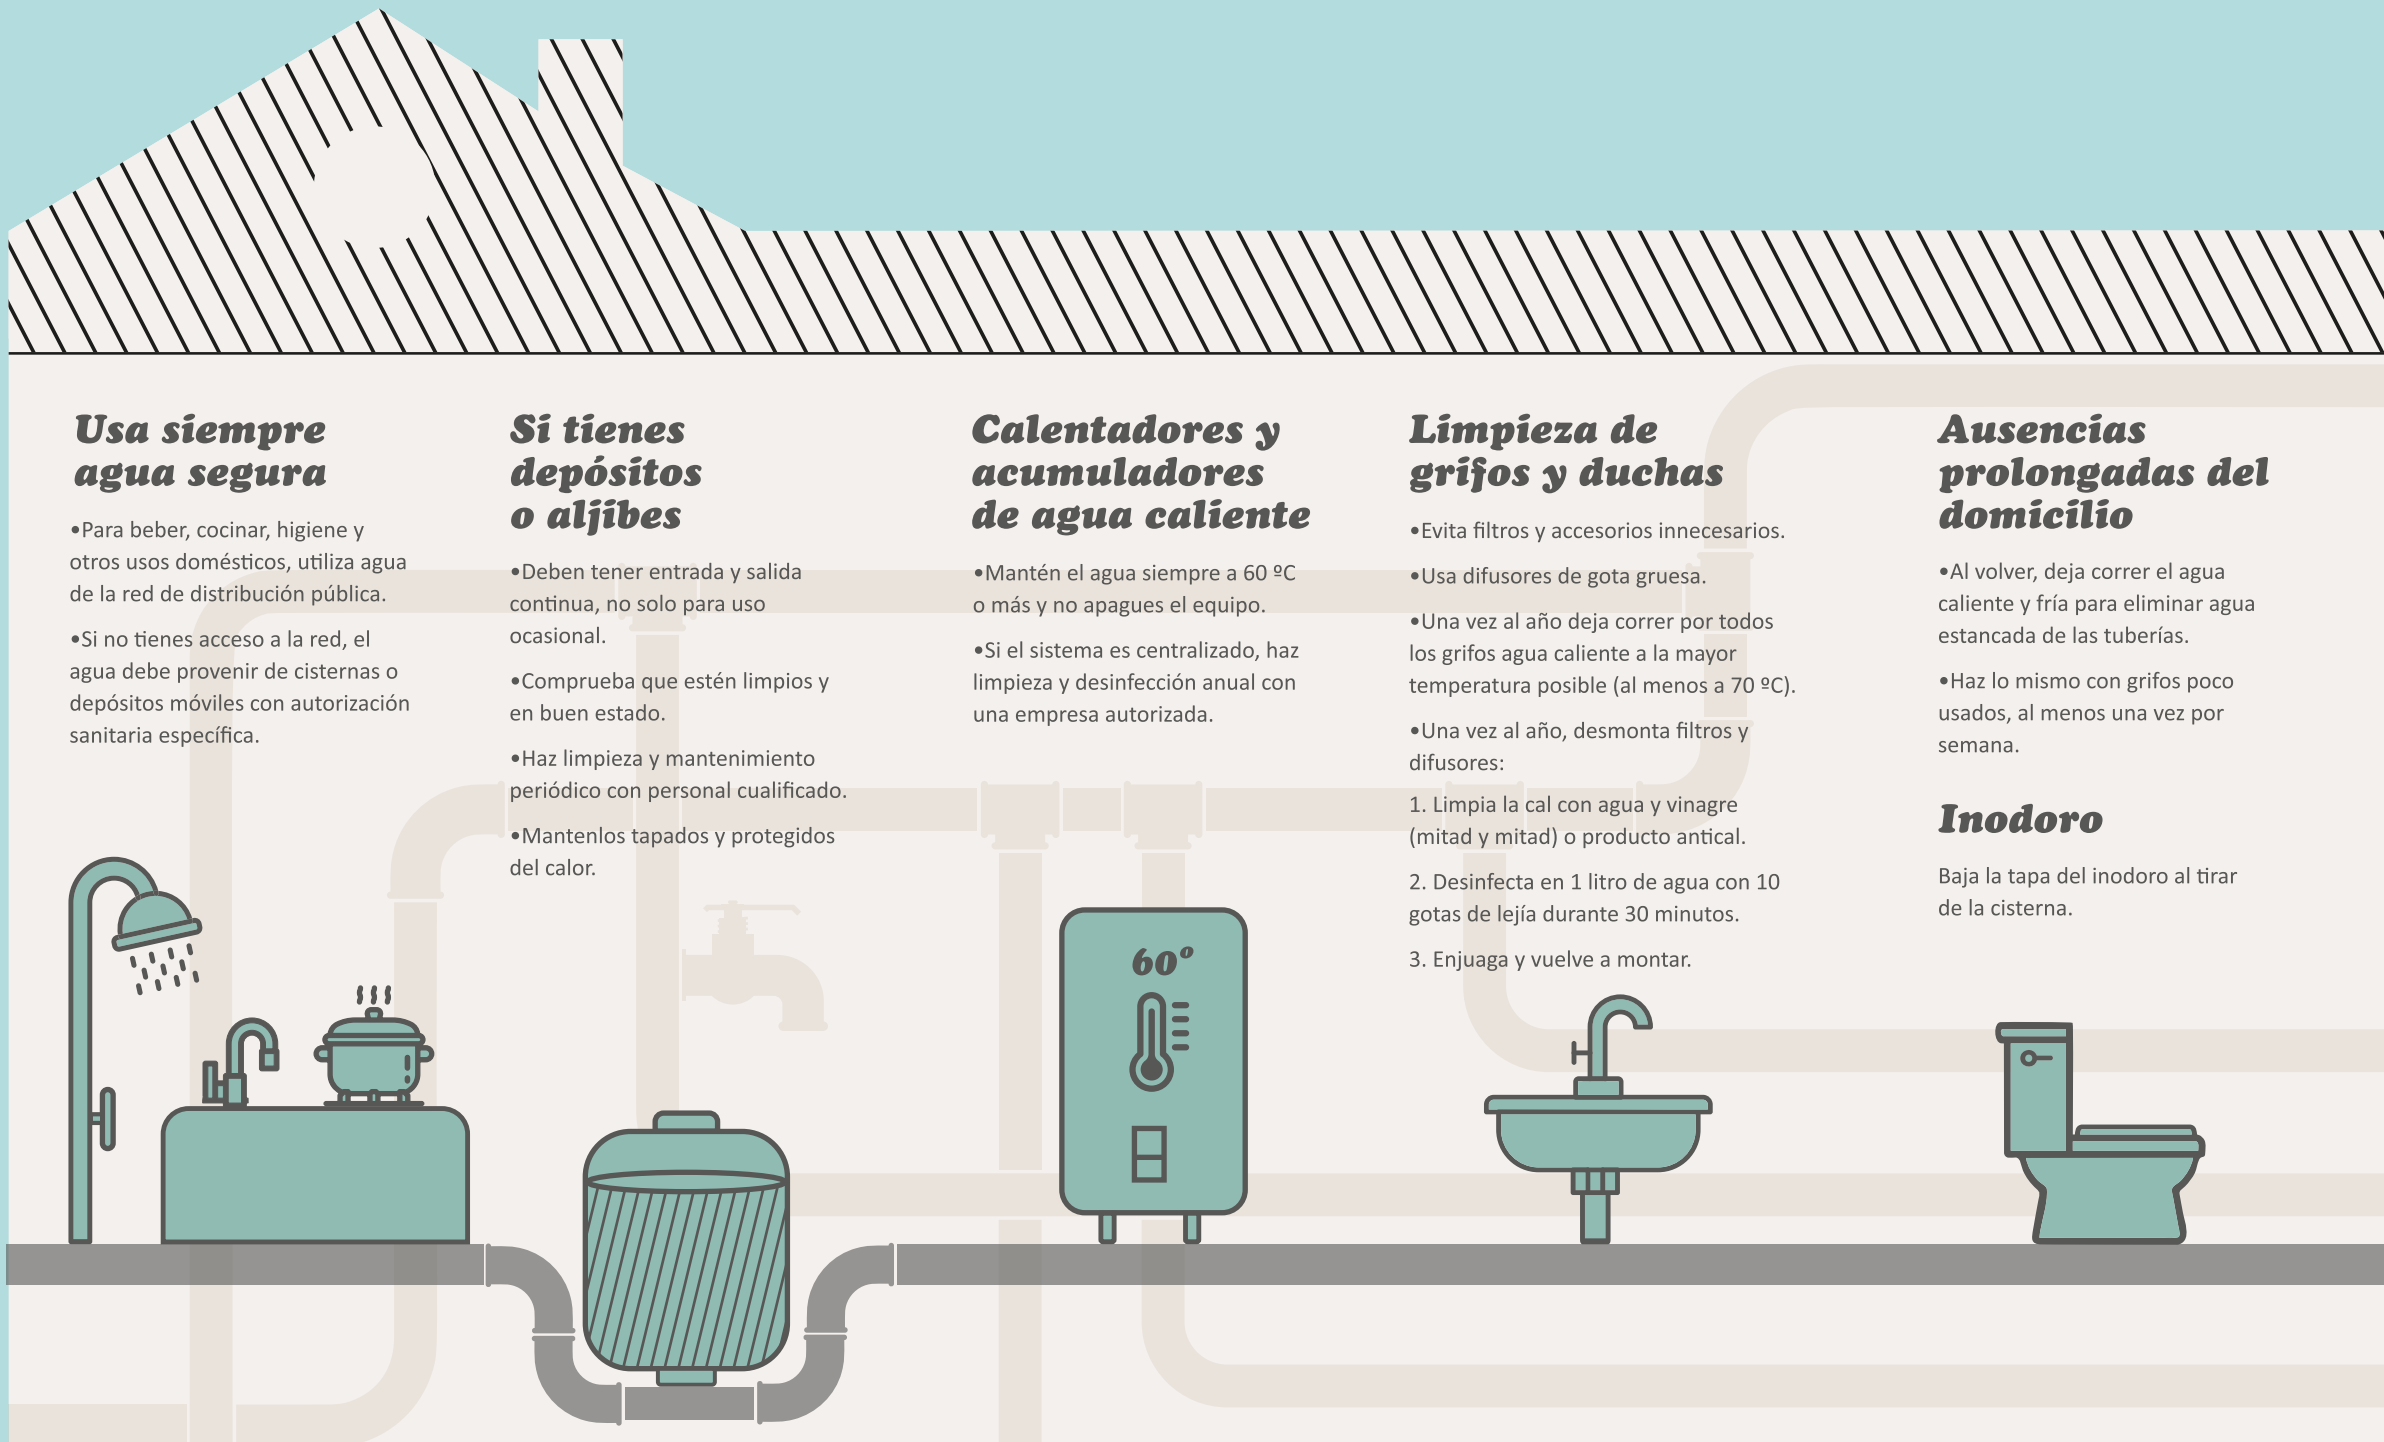 Usa siempre
agua segura
•Para beber, cocinar, higiene y
otros usos domésticos, utiliza agua
de la red de distribución pública.
•Si no tienes acceso a la red, el
agua debe provenir de cisternas o
depósitos móviles con autorización
sanitaria específica.
Si tienes
depósitos
o aljibes
•Deben tener entrada y salida
continua, no solo para uso
ocasional.
•Comprueba que estén limpios y
en buen estado.
•Haz limpieza y mantenimiento
periódico con personal cualificado.
•Mantenlos tapados y protegidos
del calor.
Calentadores y
acumuladores
de agua caliente
•Mantén el agua siempre a 60 ºC
o más y no apagues el equipo.
•Si el sistema es centralizado, haz
limpieza y desinfección anual con
una empresa autorizada.
60º
Limpieza de
grifos y duchas
•Evita filtros y accesorios innecesarios.
•Usa difusores de gota gruesa.
•Una vez al año deja correr por todos
los grifos agua caliente a la mayor
temperatura posible (al menos a 70 ºC).
•Una vez al año, desmonta filtros y
difusores:
1. Limpia la cal con agua y vinagre
(mitad y mitad) o producto antical.
2. Desinfecta en 1 litro de agua con 10
gotas de lejía durante 30 minutos.
3. Enjuaga y vuelve a montar.
Ausencias
prolongadas del
domicilio
•Al volver, deja correr el agua
caliente y fría para eliminar agua
estancada de las tuberías.
•Haz lo mismo con grifos poco
usados, al menos una vez por
semana.
Inodoro
Baja la tapa del inodoro al tirar
de la cisterna.